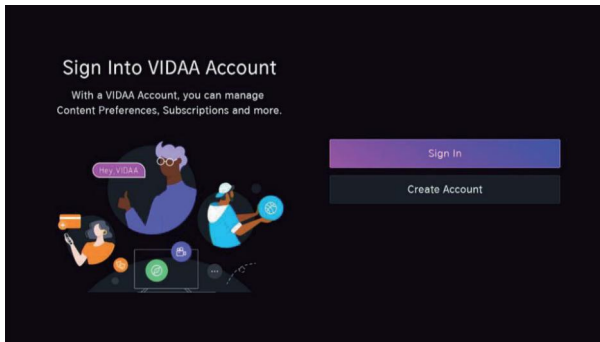 Sign Into VIDAA Account
With a VIDAA Account, you can manage
Content Preferences, Subscriptions and more.
Hey,VIDAA
Sign In
Create Account